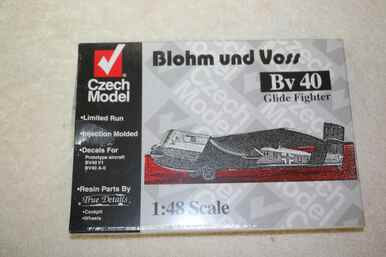 Czech
Model
•Limited Run
•Injection Molded
•Decals For
Prototype aircraft
BV40 V1
BV40 A-0
•Resin Parts By
True Details
•Cockpit
•Wheels
Blohm und Voss
Bv 40
Glide Fighter
1:48 Scale